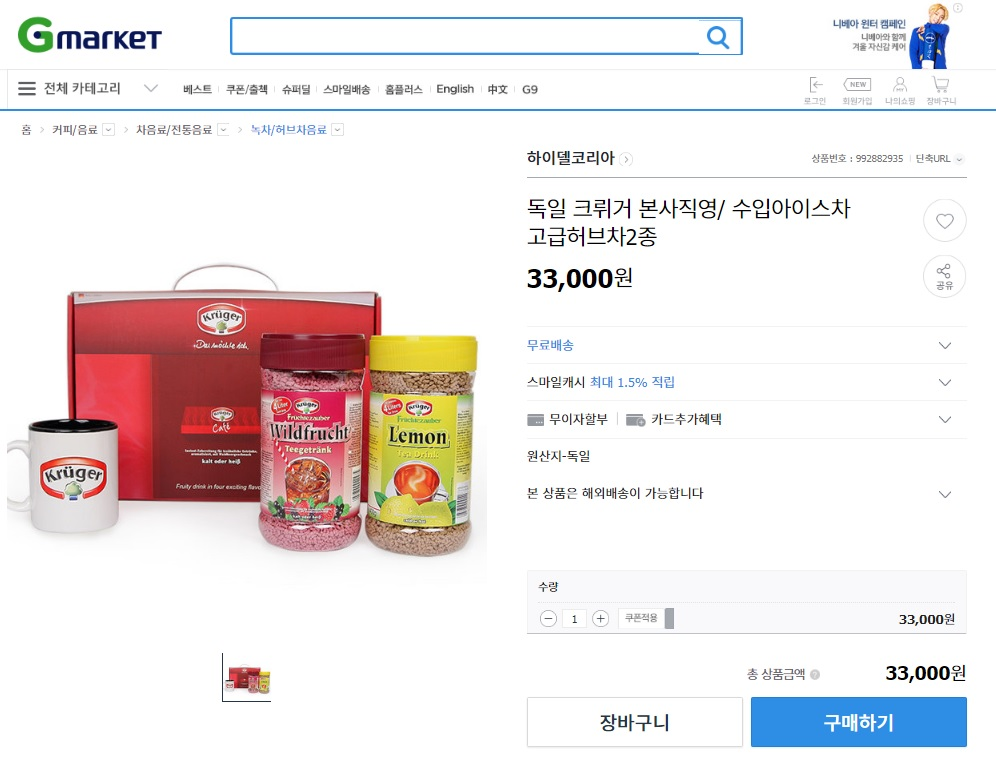 Gmarket
니베아 윈터 캠페인
니베아와 함께
겨울 자신감 케어
전체 카테고리
베스트 쿠폰/출첵 슈퍼딜 스마일배송 홈플러스 English 中文 G9
로그인 NEW 회원가입 나의쇼핑 장바구니
홈 > 커피/음료 > 차음료/전통음료 > 녹차/허브차음료
하이델코리아
상품번호 : 992882935 단축URL
독일 크뤼거 본사직영/ 수입아이스차
고급허브차2종
33,000원
공유
무료배송
스마일캐시 최대 1.5% 적립
무이자할부 카드추가혜택
원산지-독일
본 상품은 해외배송이 가능합니다
수량
1 쿠폰적용 33,000원
총 상품금액 33,000원
장바구니 구매하기
Krüger
Krüger
Café
kalt oder heiß
Fruity drink in four exciting flavo
Krüger
Krüger
Früchtezauber
Wildfrucht
Teegetränk
Krüger
Früchtezauber
Lemon
Tea Drink